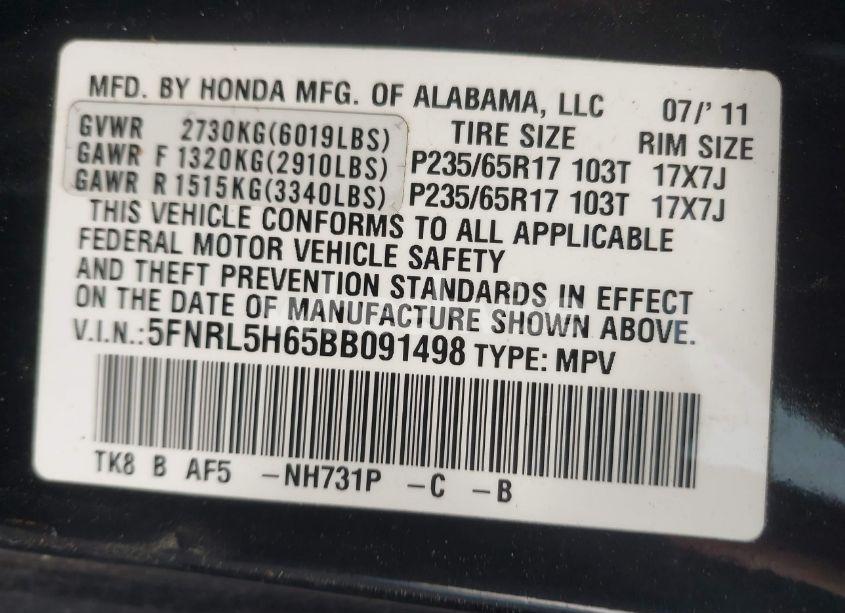 MFD. BY HONDA MFG. OF ALABAMA, LLC 07/'11
GVWR 2730KG(6019LBS) TIRE SIZE RIM SIZE
GAWR F 1320KG(2910LBS) P235/65R17 103T 17X7J
GAWR R 1515KG(3340LBS) P235/65R17 103T 17X7J
THIS VEHICLE CONFORMS TO ALL APPLICABLE
FEDERAL MOTOR VEHICLE SAFETY
AND THEFT PREVENTION STANDARDS IN EFFECT
ON THE DATE OF MANUFACTURE SHOWN ABOVE.
V.I.N.:5FNRL5H65BB091498 TYPE: MPV
TK8 B AF5 -NH731P -C -B